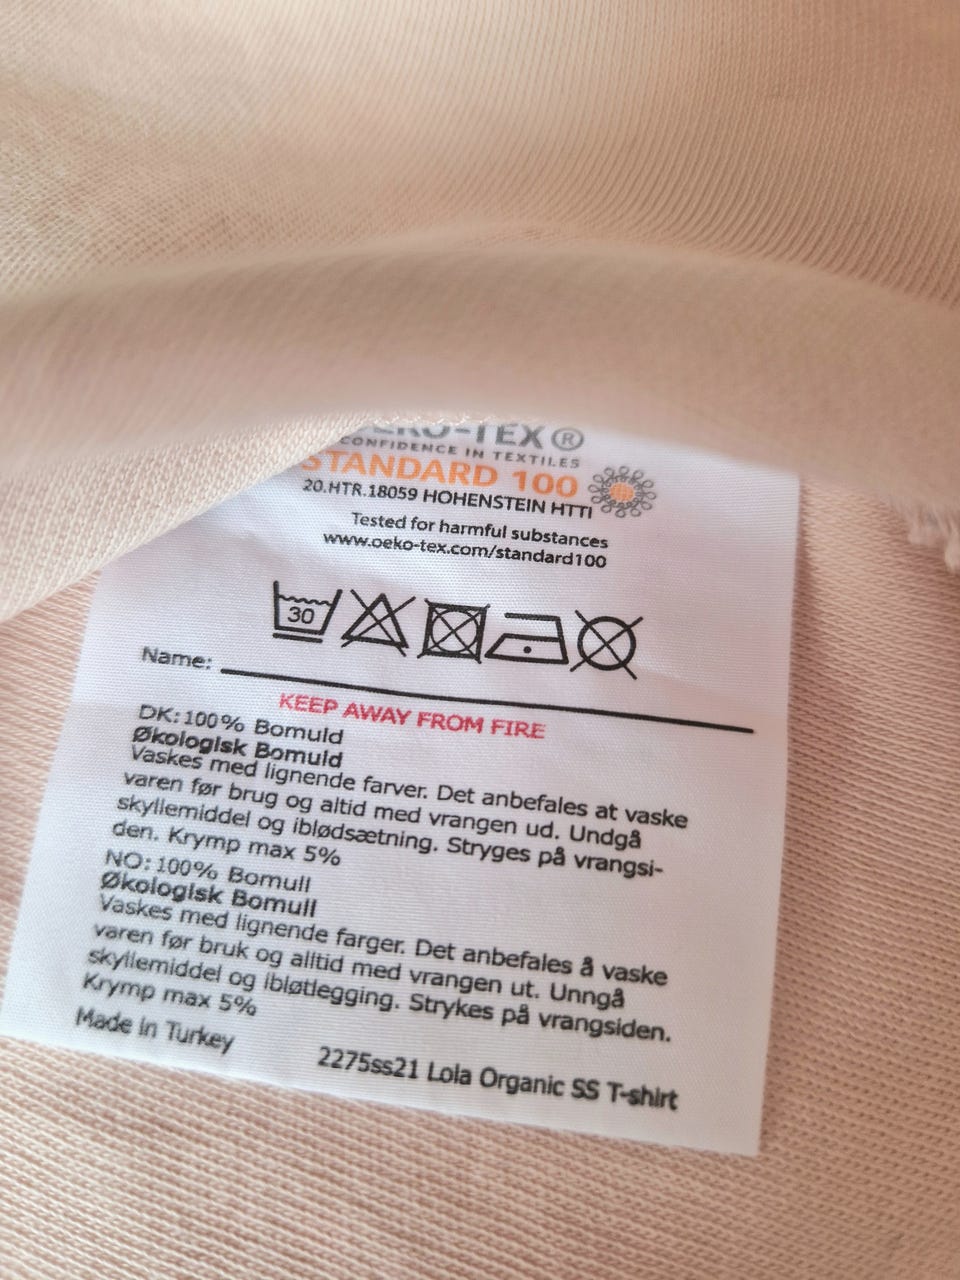 OEKO-TEX®
CONFIDENCE IN TEXTILES
STANDARD 100
20.HTR.18059 HOHENSTEIN HTTI
Tested for harmful substances
www.oeko-tex.com/standard100
30
Name:
KEEP AWAY FROM FIRE
DK: 100% Bomuld
Økologisk Bomuld
Vaskes med lignende farver. Det anbefales at vaske
varen før brug og altid med vrangen ud. Undgå
skyllemiddel og iblødsætning. Stryges på vrangsi-
den. Krymp max 5%
NO: 100% Bomull
Økologisk Bomull
Vaskes med lignende farger. Det anbefales å vaske
varen før bruk og alltid med vrangen ut. Unngå
skyllemiddel og ibløtlegging. Strykes på vrangsiden.
Krymp max 5%
Made in Turkey
2275ss21 Lola Organic SS T-shirt